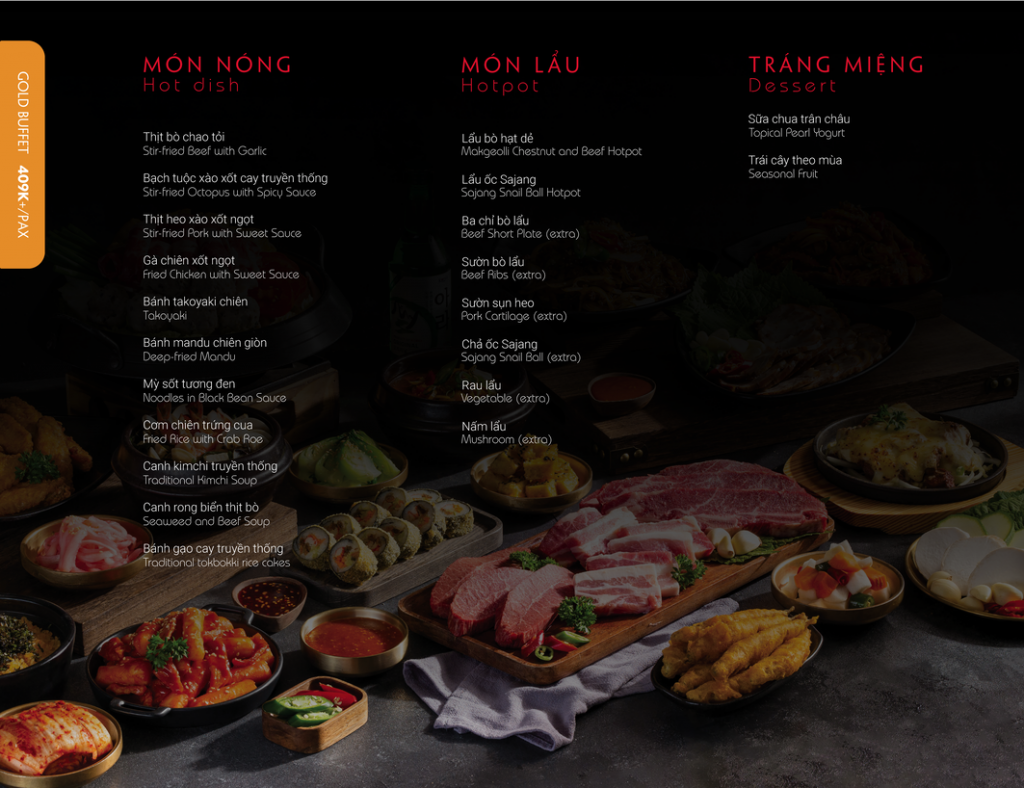 GOLD BUFFET 409K+/PAX
MÓN NÓNG
Hot dish
Thịt bò chao tỏi
Stir-fried Beef with Garlic
Bạch tuộc xào xốt cay truyền thống
Stir-fried Octopus with Spicy Sauce
Thịt heo xào xốt ngọt
Stir-fried Pork with Sweet Sauce
Gà chiên xốt ngọt
Fried Chicken with Sweet Sauce
Bánh takoyaki chiên
Takoyaki
Bánh mandu chiên giòn
Deep-fried Mandu
Mỳ sốt tương đen
Noodles in Black Bean Sauce
Cơm chiên trứng cua
Fried Rice with Crab Roe
Canh kimchi truyền thống
Traditional Kimchi Soup
Canh rong biển thịt bò
Seaweed and Beef Soup
Bánh gạo cay truyền thống
Traditional tokbokki rice cakes
MÓN LẨU
Hotpot
Lẩu bò hạt dẻ
Makgeolli Chestnut and Beef Hotpot
Lẩu ốc Sajang
Sajang Snail Ball Hotpot
Ba chỉ bò lẩu
Beef Short Plate (extra)
Sườn bò lẩu
Beef Ribs (extra)
Sườn sụn heo
Pork Cartilage (extra)
Chả ốc Sajang
Sajang Snail Ball (extra)
Rau lẩu
Vegetable (extra)
Nấm lẩu
Mushroom (extra)
TRÁNG MIỆNG
Dessert
Sữa chua trân châu
Topical Pearl Yogurt
Trái cây theo mùa
Seasonal Fruit